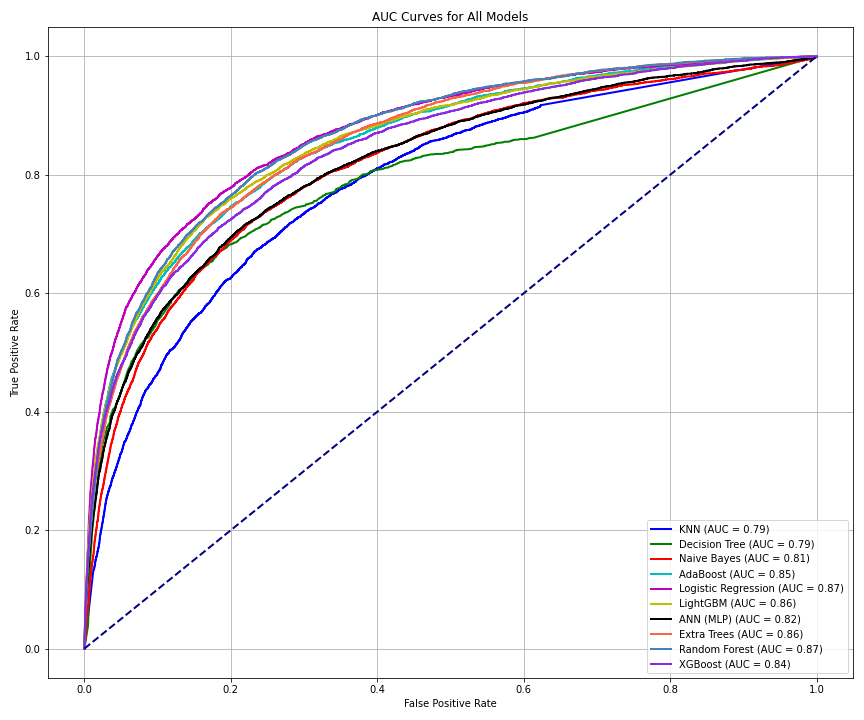 AUC Curves for All Models
1.0
0.8
0.6
0.4
0.2
0.0
True Positive Rate
0.0 0.2 0.4 0.6 0.8 1.0
False Positive Rate
KNN (AUC = 0.79)
Decision Tree (AUC = 0.79)
Naive Bayes (AUC = 0.81)
AdaBoost (AUC = 0.85)
Logistic Regression (AUC = 0.87)
LightGBM (AUC = 0.86)
ANN (MLP) (AUC = 0.82)
Extra Trees (AUC = 0.86)
Random Forest (AUC = 0.87)
XGBoost (AUC = 0.84)